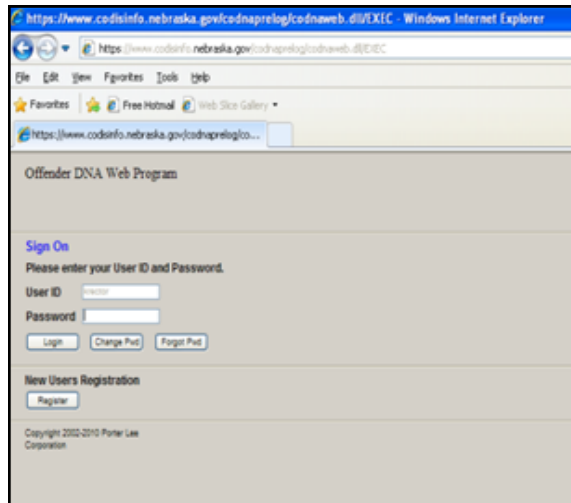 https://www.codisinfo.nebraska.gov/codnaprelog/codnaweb.dll/EXEC - Windows Internet Explorer
https://www.codisinfo.nebraska.gov/codnaprelog/codnaweb.dll/EXEC
File Edit View Favorites Tools Help
Favorites Free Hotmail Web Slice Gallery
https://www.codisinfo.nebraska.gov/codnaprelog/co...
Offender DNA Web Program
Sign On
Please enter your User ID and Password.
User ID
Password
Login Change Pwd Forgot Pwd
New Users Registration
Register
Copyright 2002-2010 Porter Lee
Corporation